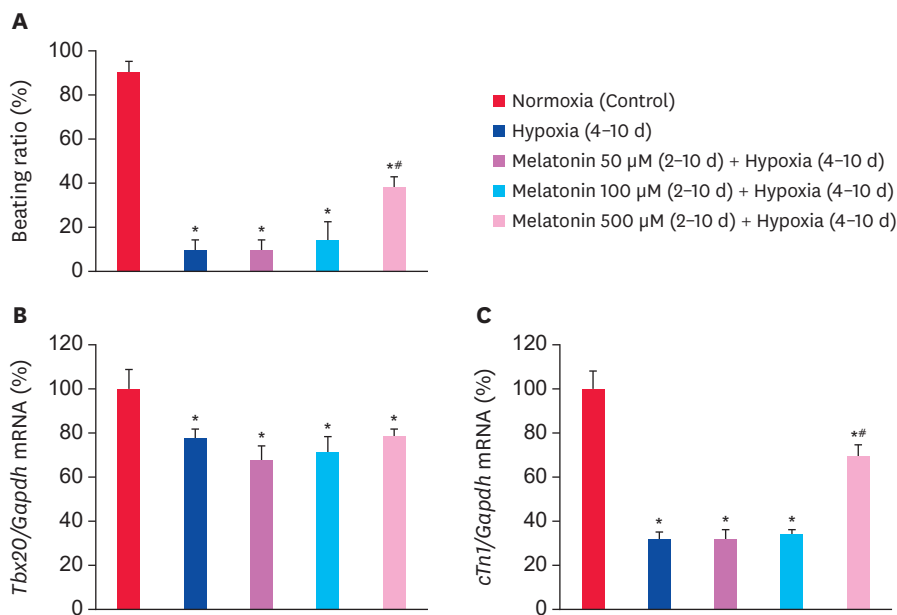 A
Beating ratio (%)
100
80
60
40
20
0
*
*
*
*#
Normoxia (Control)
Hypoxia (4–10 d)
Melatonin 50 µM (2–10 d) + Hypoxia (4–10 d)
Melatonin 100 µM (2–10 d) + Hypoxia (4–10 d)
Melatonin 500 µM (2–10 d) + Hypoxia (4–10 d)
B
Tbx20/Gapdh mRNA (%)
120
100
80
60
40
20
0
*
*
*
*
C
cTn1/Gapdh mRNA (%)
120
100
80
60
40
20
0
*
*
*
*#